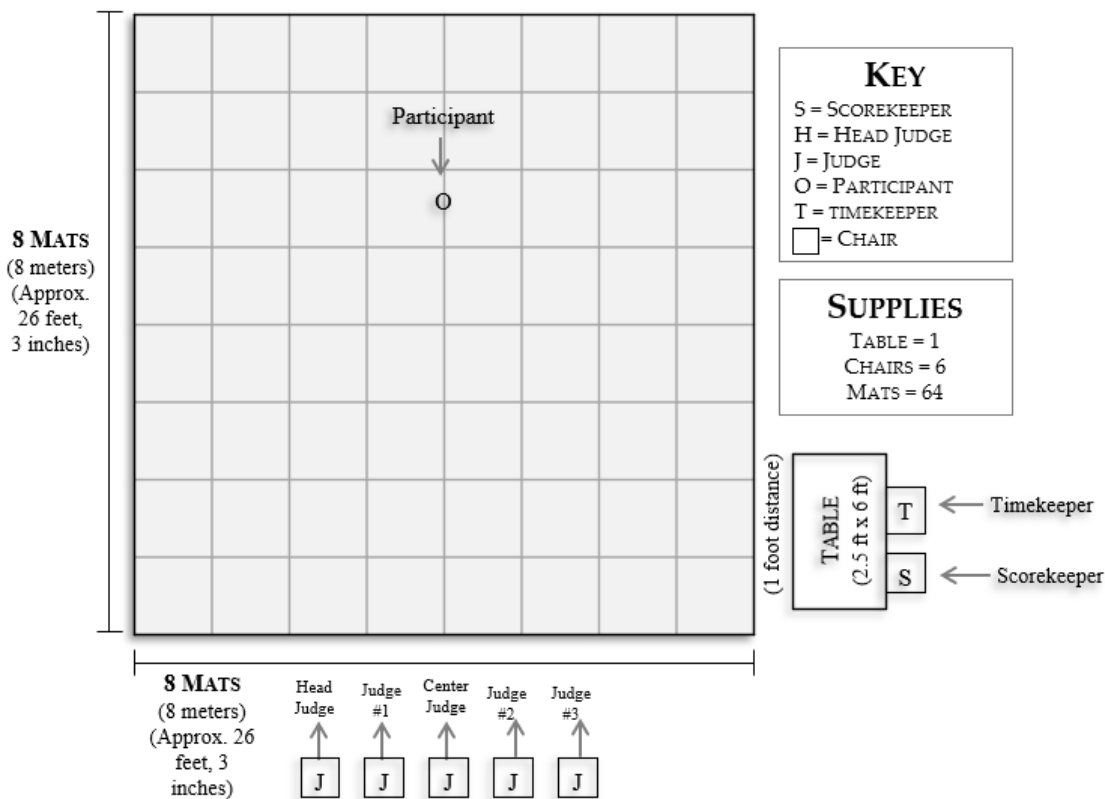 Participant
O
8 MATS
(8 meters)
(Approx.
26 feet,
3 inches)
KEY
S = SCOREKEEPER
H = HEAD JUDGE
J = JUDGE
O = PARTICIPANT
T = TIMEKEEPER
= CHAIR
SUPPLIES
TABLE = 1
CHAIRS = 6
MATS = 64
(1 foot distance)
TABLE
(2.5 ft x 6 ft)
T
Timekeeper
S
Scorekeeper
8 MATS
(8 meters)
(Approx. 26
feet, 3
inches)
Head
Judge
Judge
#1
Center
Judge
Judge
#2
Judge
#3
J J J J J